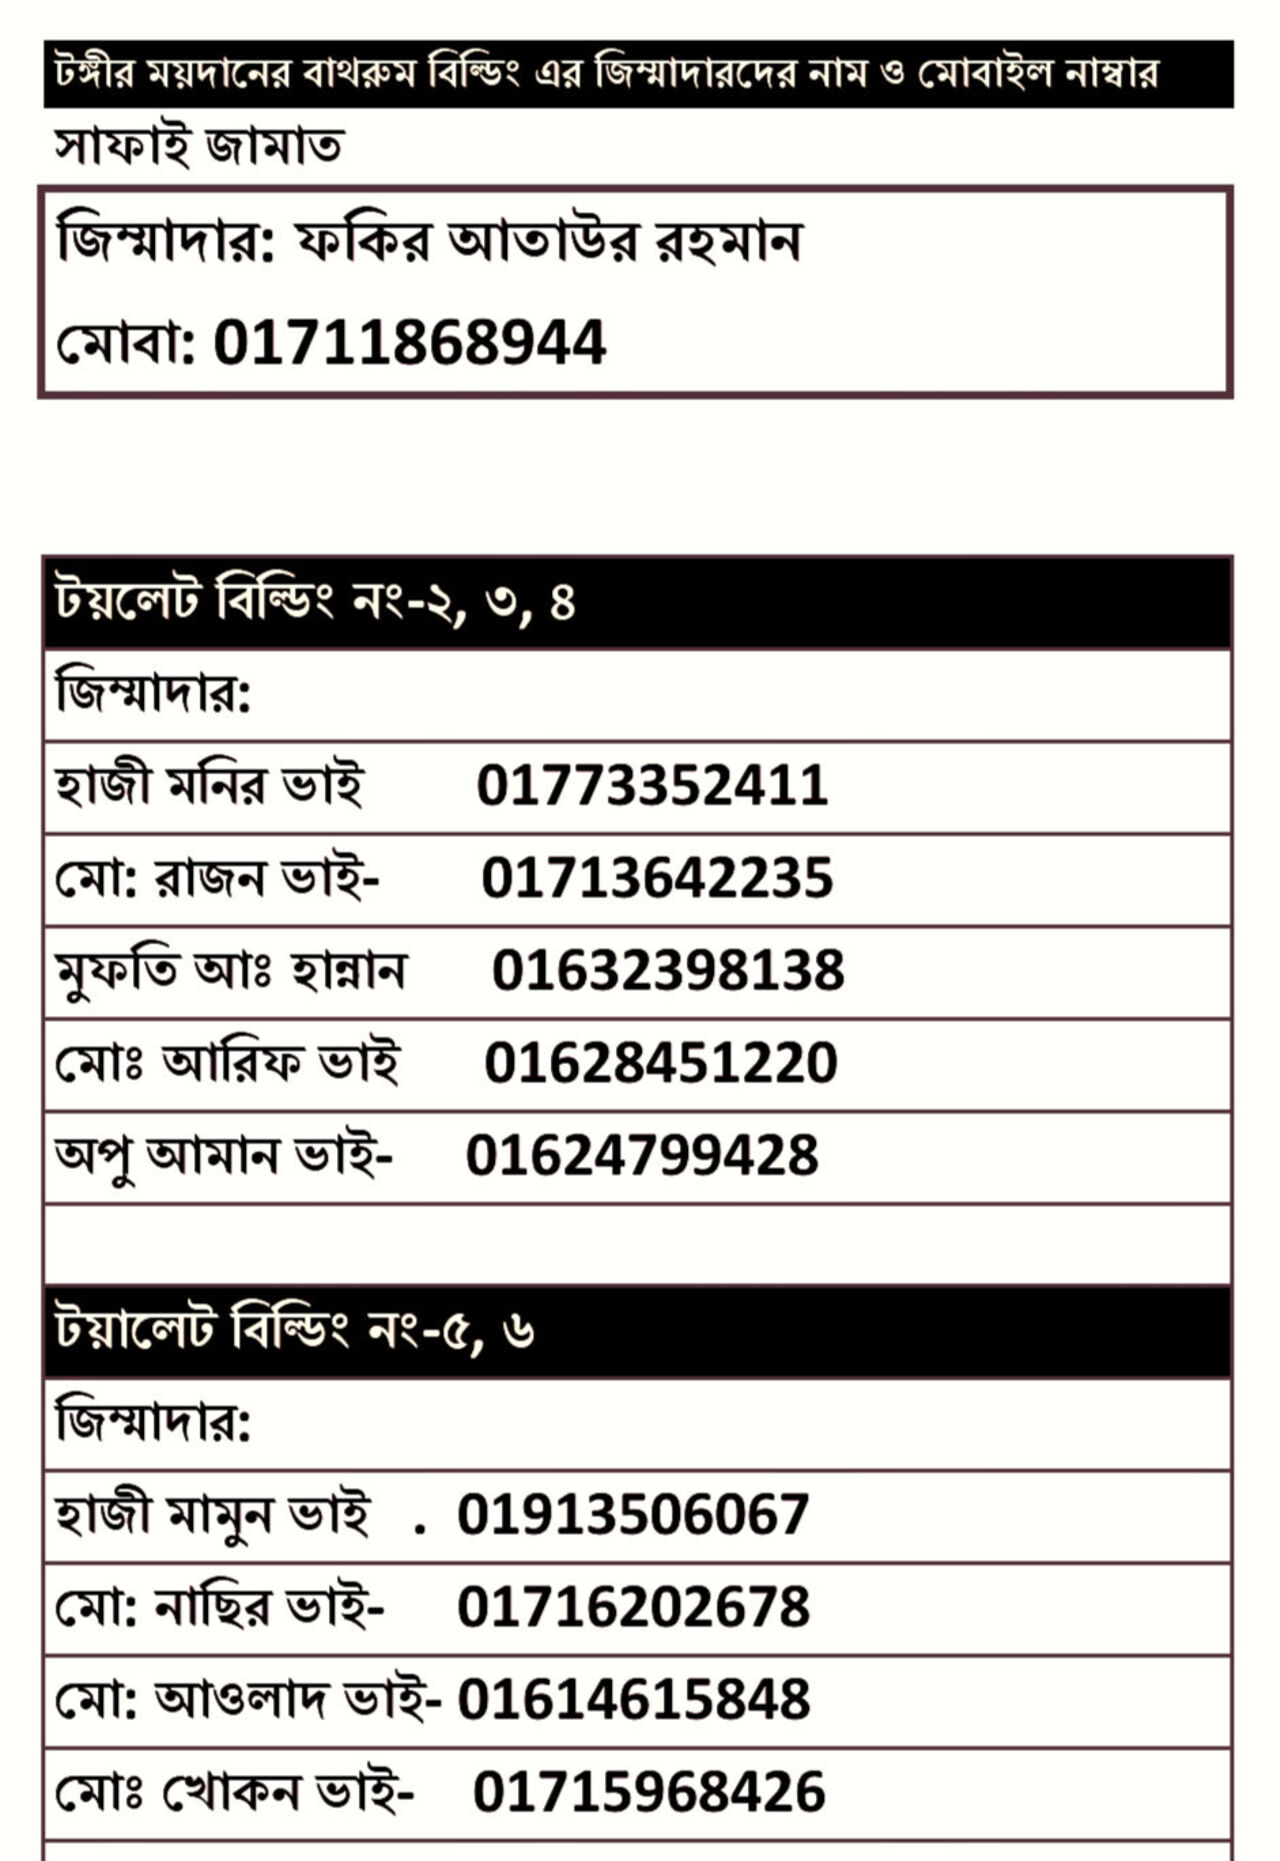 টঙ্গীর ময়দানের বাথরুম বিল্ডিং এর জিম্মাদারদের নাম ও মোবাইল নাম্বার
সাফাই জামাত
জিম্মাদার: ফকির আতাউর রহমান
মোবা: 01711868944
টয়লেট বিল্ডিং নং-২, ৩, ৪
জিম্মাদার:
হাজী মনির ভাই 01773352411
মো: রাজন ভাই- 01713642235
মুফতি আঃ হান্নান 01632398138
মোঃ আরিফ ভাই 01628451220
অপু আমান ভাই- 01624799428
টয়ালেট বিল্ডিং নং-৫, ৬
জিম্মাদার:
হাজী মামুন ভাই . 01913506067
মো: নাছির ভাই- 01716202678
মো: আওলাদ ভাই- 01614615848
মোঃ খোকন ভাই- 01715968426